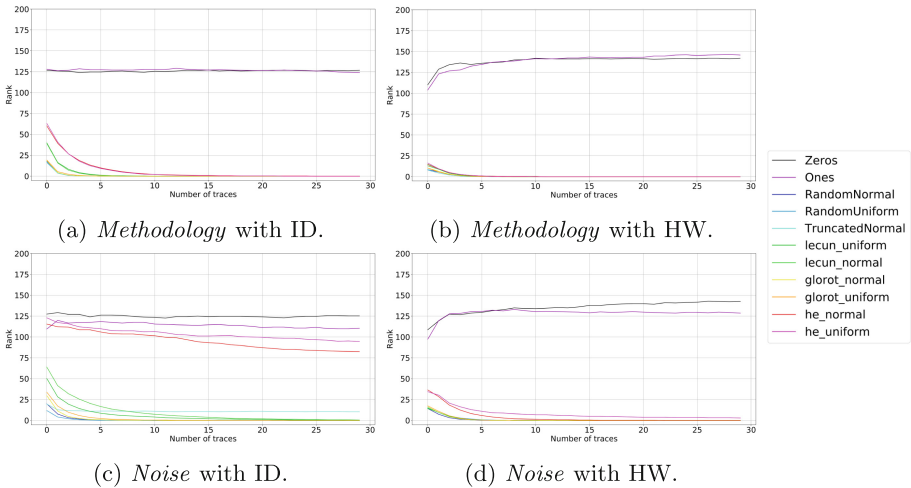 200
175
150
125
100
75
50
25
0
Rank
0 5 10 15 20 25 30
Number of traces
(a) Methodology with ID.
200
175
150
125
100
75
50
25
0
Rank
0 5 10 15 20 25 30
Number of traces
(b) Methodology with HW.
200
175
150
125
100
75
50
25
0
Rank
0 5 10 15 20 25 30
Number of traces
(c) Noise with ID.
200
175
150
125
100
75
50
25
0
Rank
0 5 10 15 20 25 30
Number of traces
(d) Noise with HW.
Zeros
Ones
RandomNormal
RandomUniform
TruncatedNormal
lecun_uniform
lecun_normal
glorot_normal
glorot_uniform
he_normal
he_uniform